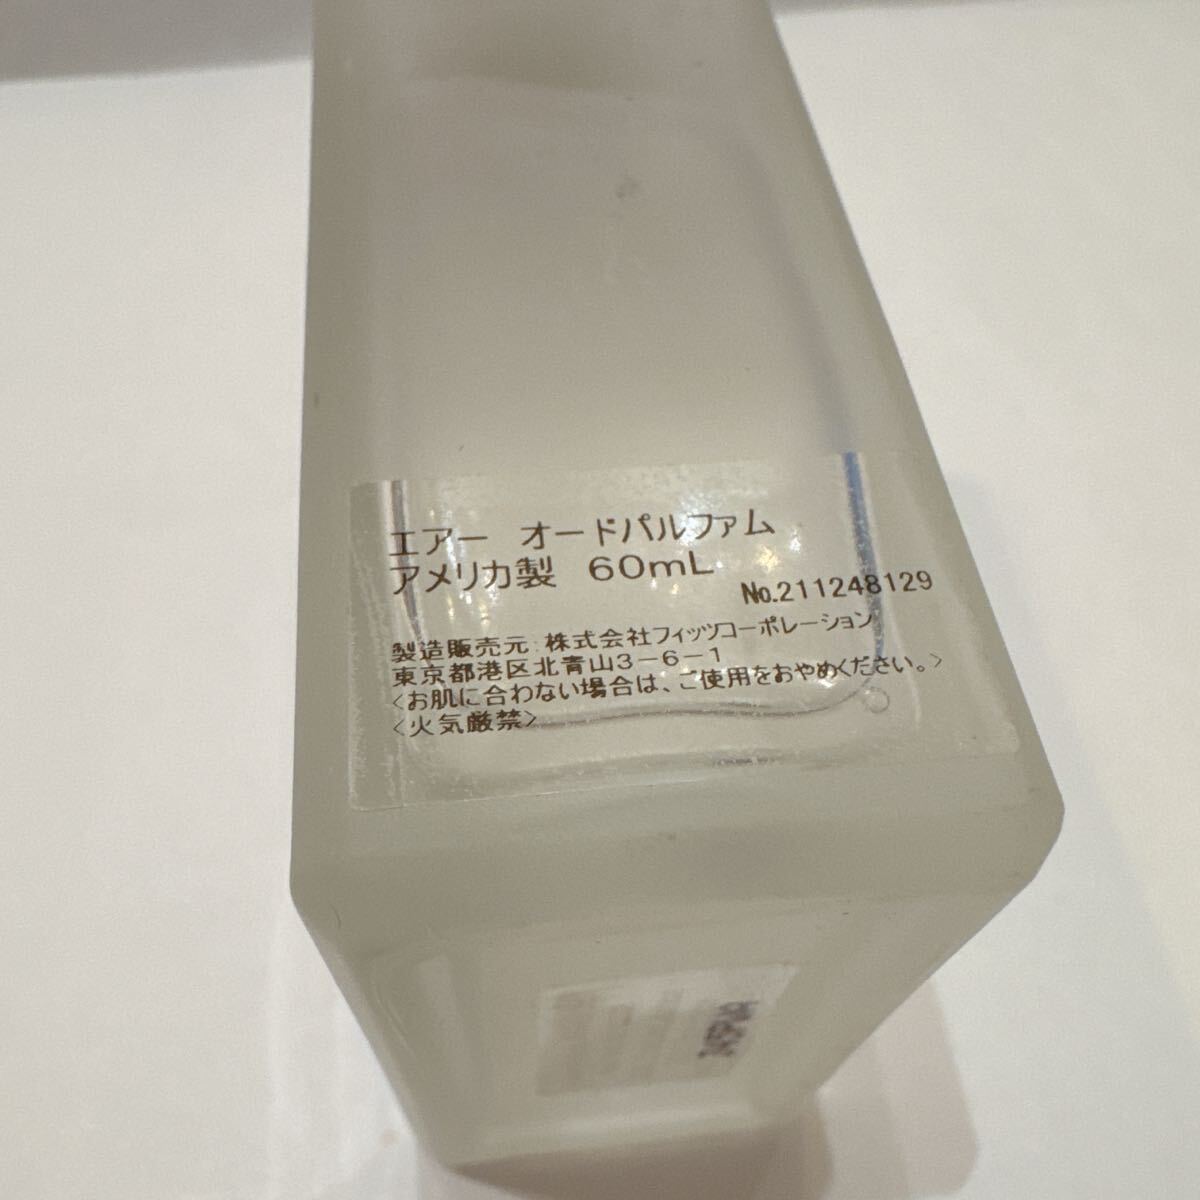 エアー　オードパルファム
アメリカ製　60mL
No.211248129
製造販売元:株式会社フィッツコーポレーション
東京都港区北青山3-6-1
<お肌に合わない場合は、ご使用をおやめください。>
<火気厳禁>